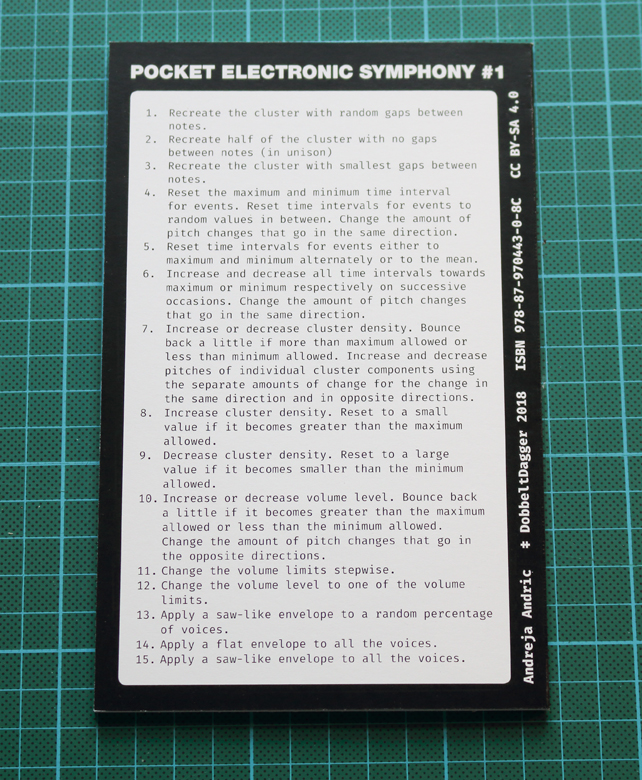 POCKET ELECTRONIC SYMPHONY #1
1. Recreate the cluster with random gaps between
notes.
2. Recreate half of the cluster with no gaps
between notes (in unison)
3. Recreate the cluster with smallest gaps between
notes.
4. Reset the maximum and minimum time interval
for events. Reset time intervals for events to
random values in between. Change the amount of
pitch changes that go in the same direction.
5. Reset time intervals for events either to
maximum and minimum alternately or to the mean.
6. Increase and decrease all time intervals towards
maximum or minimum respectively on successive
occasions. Change the amount of pitch changes
that go in the same direction.
7. Increase or decrease cluster density. Bounce
back a little if more than maximum allowed or
less than minimum allowed. Increase and decrease
pitches of individual cluster components using
the separate amounts of change for the change in
the same direction and in opposite directions.
8. Increase cluster density. Reset to a small
value if it becomes greater than the maximum
allowed.
9. Decrease cluster density. Reset to a large
value if it becomes smaller than the minimum
allowed.
10. Increase or decrease volume level. Bounce back
a little if it becomes greater than the maximum
allowed or less than the minimum allowed.
Change the amount of pitch changes that go in
the opposite directions.
11. Change the volume limits stepwise.
12. Change the volume level to one of the volume
limits.
13. Apply a saw-like envelope to a random percentage
of voices.
14. Apply a flat envelope to all the voices.
15. Apply a saw-like envelope to all the voices.
Andreja Andric ‡ DobbeltDagger 2018 ISBN 978-87-970443-0-8C CC BY-SA 4.0